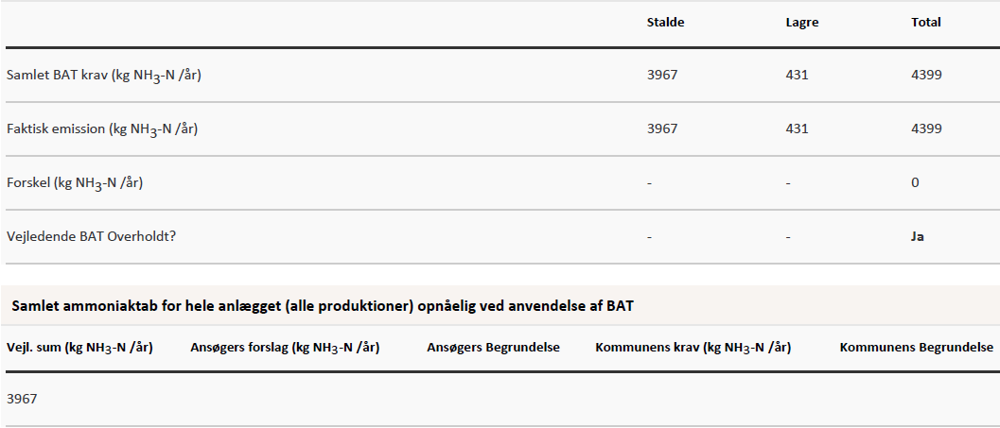 Stalde Lagre Total
Samlet BAT krav (kg NH3-N /år) 3967 431 4399
Faktisk emission (kg NH3-N /år) 3967 431 4399
Forskel (kg NH3-N /år) - - 0
Vejledende BAT Overholdt? - - Ja
Samlet ammoniaktab for hele anlægget (alle produktioner) opnåelig ved anvendelse af BAT
Vejl. sum (kg NH3-N /år) Ansøgers forslag (kg NH3-N /år) Ansøgers Begrundelse Kommunens krav (kg NH3-N /år) Kommunens Begrundelse
3967